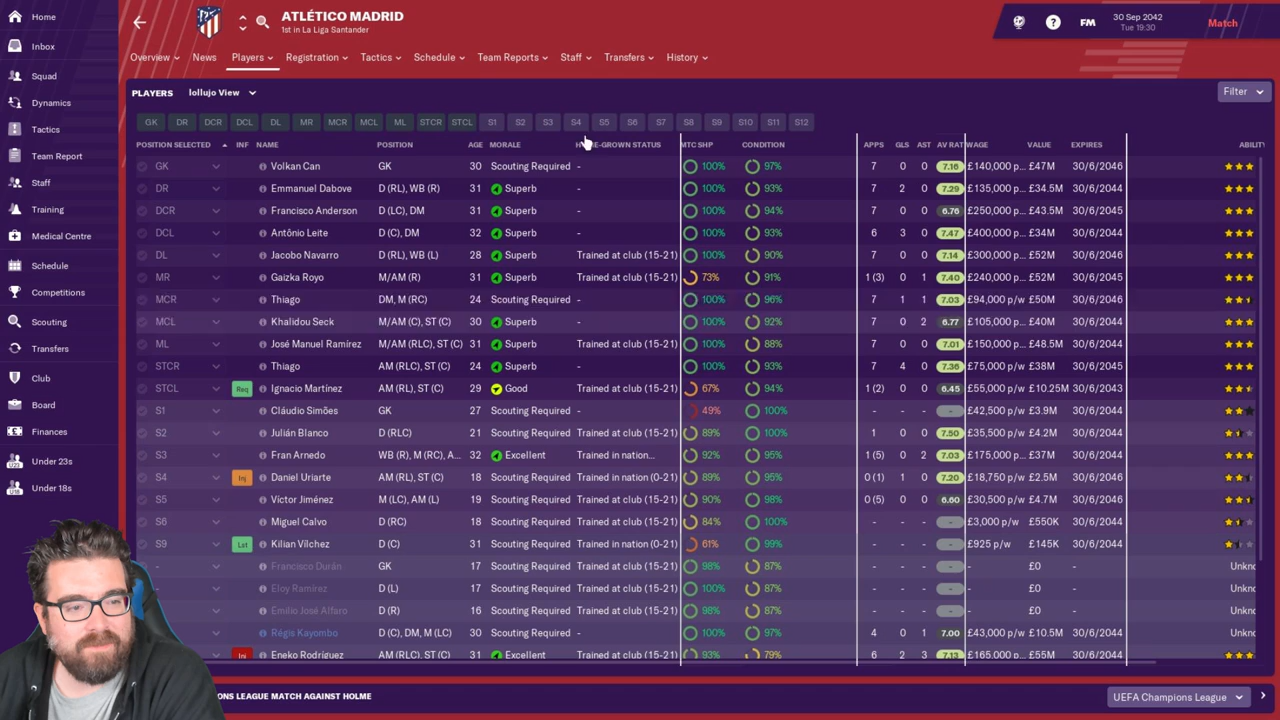 Home
Inbox
Squad
Dynamics
Tactics
Team Report
Staff
Training
Medical Centre
Schedule
Competitions
Scouting
Transfers
Club
Board
Finances
Under 23s
Under 18s
ATLÉTICO MADRID
1st in La Liga Santander
30 Sep 2042
Tue 19:30
FM
Match
Overview News Players Registration Tactics Schedule Team Reports Staff Transfers History
PLAYERS lollujo View Filter
GK DR DCR DCL DL MR MCR MCL ML STCR STCL S1 S2 S3 S4 S5 S6 S7 S8 S9 S10 S11 S12
POSITION SELECTED INF NAME POSITION AGE MORALE STATUS MTC SHP CONDITION APPS GLS AST AV RAT WAGE VALUE EXPIRES
GK Volkan Can GK 30 Scouting Required - 100% 97% 7 0 0 7.16 £140,000 p... £47M 30/6/2046
DR Emmanuel Dabove D (RL), WB (R) 31 Superb - 100% 93% 7 2 0 7.29 £135,000 p... £34.5M 30/6/2045
DCR Francisco Anderson D (LC), DM 31 Superb - 100% 94% 7 0 0 6.76 £250,000 p... £43.5M 30/6/2045
DCL Antônio Leite D (C), DM 32 Superb - 100% 93% 6 3 0 7.47 £400,000 p... £34M 30/6/2044
DL Jacobo Navarro D (RL), WB (L) 28 Superb Trained at club (15-21) 100% 90% 7 0 0 7.14 £300,000 p... £52M 30/6/2046
MR Gaizka Royo M/AM (R) 31 Superb Trained at club (15-21) 73% 91% 1 (3) 0 1 7.40 £240,000 p... £52M 30/6/2045
MCR Thiago DM, M (RC) 24 Scouting Required - 100% 96% 7 1 1 7.03 £94,000 p/w £50M 30/6/2046
MCL Khalidou Seck M/AM (C), ST (C) 30 Superb - 100% 92% 7 0 2 6.77 £105,000 p... £40M 30/6/2044
ML José Manuel Ramírez M/AM (RLC), ST (C) 31 Superb Trained at club (15-21) 100% 88% 7 0 2 7.01 £150,000 p... £48.5M 30/6/2044
STCR Thiago AM (RLC), ST (C) 24 Superb - 100% 93% 7 4 0 7.36 £75,000 p/w £38M 30/6/2045
STCL Req Ignacio Martínez AM (RL), ST (C) 29 Good Trained at club (15-21) 67% 94% 1 (2) 0 0 6.45 £55,000 p/w £10.25M 30/6/2043
S1 Cláudio Simões GK 27 Scouting Required - 49% 100% - - - - £42,500 p/w £3.9M 30/6/2044
S2 Julián Blanco D (RLC) 21 Scouting Required Trained at club (15-21) 89% 100% 1 0 0 7.50 £35,500 p/w £4.2M 30/6/2044
S3 Fran Arnedo WB (R), M (RC), A... 32 Excellent Trained in nation... 92% 95% 1 (5) 0 2 7.03 £175,000 p/w £37M 30/6/2044
S4 Inj Daniel Uriarte AM (RL), ST (C) 18 Scouting Required Trained in nation (0-21) 89% 95% 0 (1) 1 0 7.20 £18,750 p/w £2.5M 30/6/2044
S5 Víctor Jiménez M (LC), AM (L) 19 Scouting Required Trained at club (15-21) 90% 98% 0 (5) 0 0 6.60 £30,500 p/w £4.7M 30/6/2044
S6 Miguel Calvo D (RC) 18 Scouting Required Trained at club (15-21) 84% 100% - - - - £3,000 p/w £550K 30/6/2044
S9 Lst Kilian Vílchez D (C) 31 Scouting Required Trained in nation (0-21) 61% 99% - - - - £925 p/w £145K 30/6/2044
- Francisco Durán GK 17 Scouting Required Trained at club (15-21) 98% 87% - - - - - £0 -
Eloy Ramírez D (L) 17 Scouting Required Trained at club (15-21) 100% 87% - - - - - £0 -
Emilio José Alfaro D (R) 16 Scouting Required Trained at club (15-21) 98% 87% - - - - - £0 -
Régis Kayombo D (C), DM, M (LC) 30 Scouting Required - 100% 97% 4 0 1 7.00 £43,000 p/w £10.5M 30/6/2044
Inj Eneko Rodríguez AM (RLC), ST (C) 31 Excellent Trained at club (15-21) 93% 79% 6 2 3 7.13 £165,000 p/w £55M 30/6/2044
LEAGUE MATCH AGAINST HOLME
UEFA Champions League